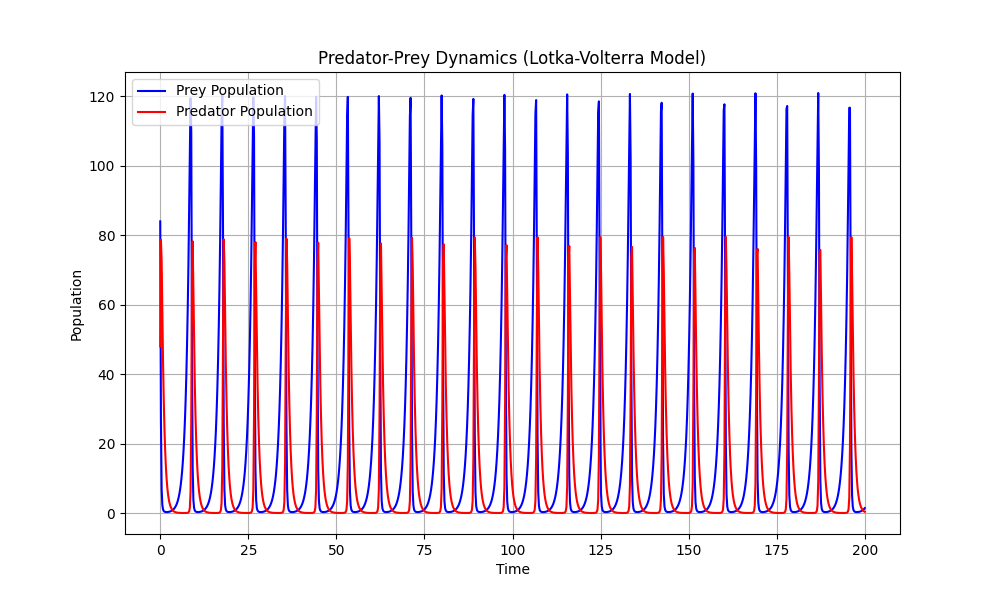 Predator-Prey Dynamics (Lotka-Volterra Model)
Prey Population
Predator Population
Population
120
100
80
60
40
20
0
0 25 50 75 100 125 150 175 200
Time